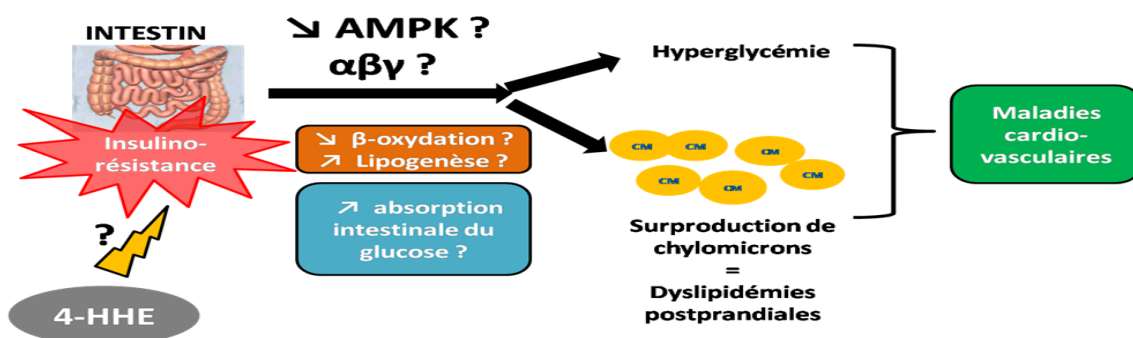 INTESTIN
↘ AMPK ?
αβγ ?
Insulino-
résistance
?
4-HHE
↘ β-oxydation ?
↗ Lipogenèse ?
↗ absorption
intestinale du
glucose ?
Hyperglycémie
CM
CM
CM
CM
CM
CM
Surproduction de
chylomicrons
=
Dyslipidémies
postprandiales
Maladies
cardio-
vasculaires